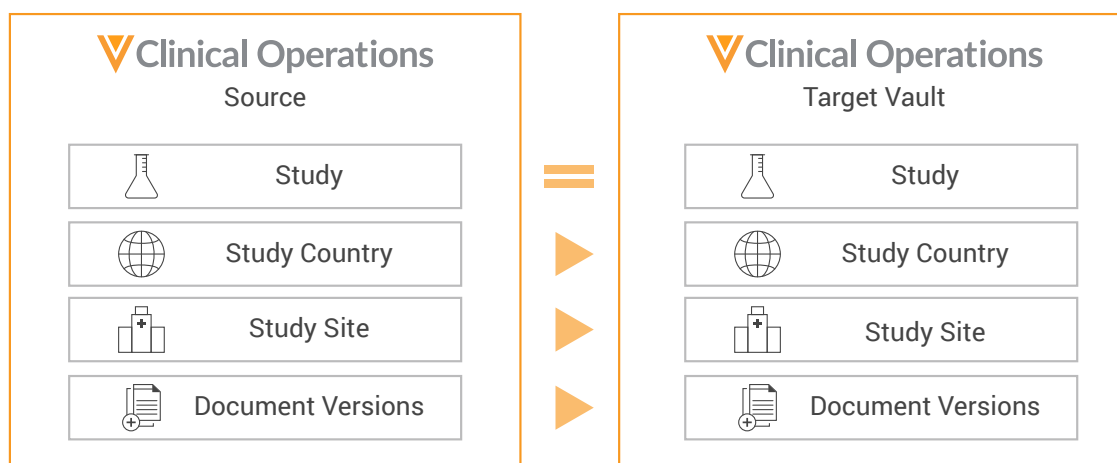 Clinical Operations
Source
Study
Study Country
Study Site
Document Versions
Clinical Operations
Target Vault
Study
Study Country
Study Site
Document Versions